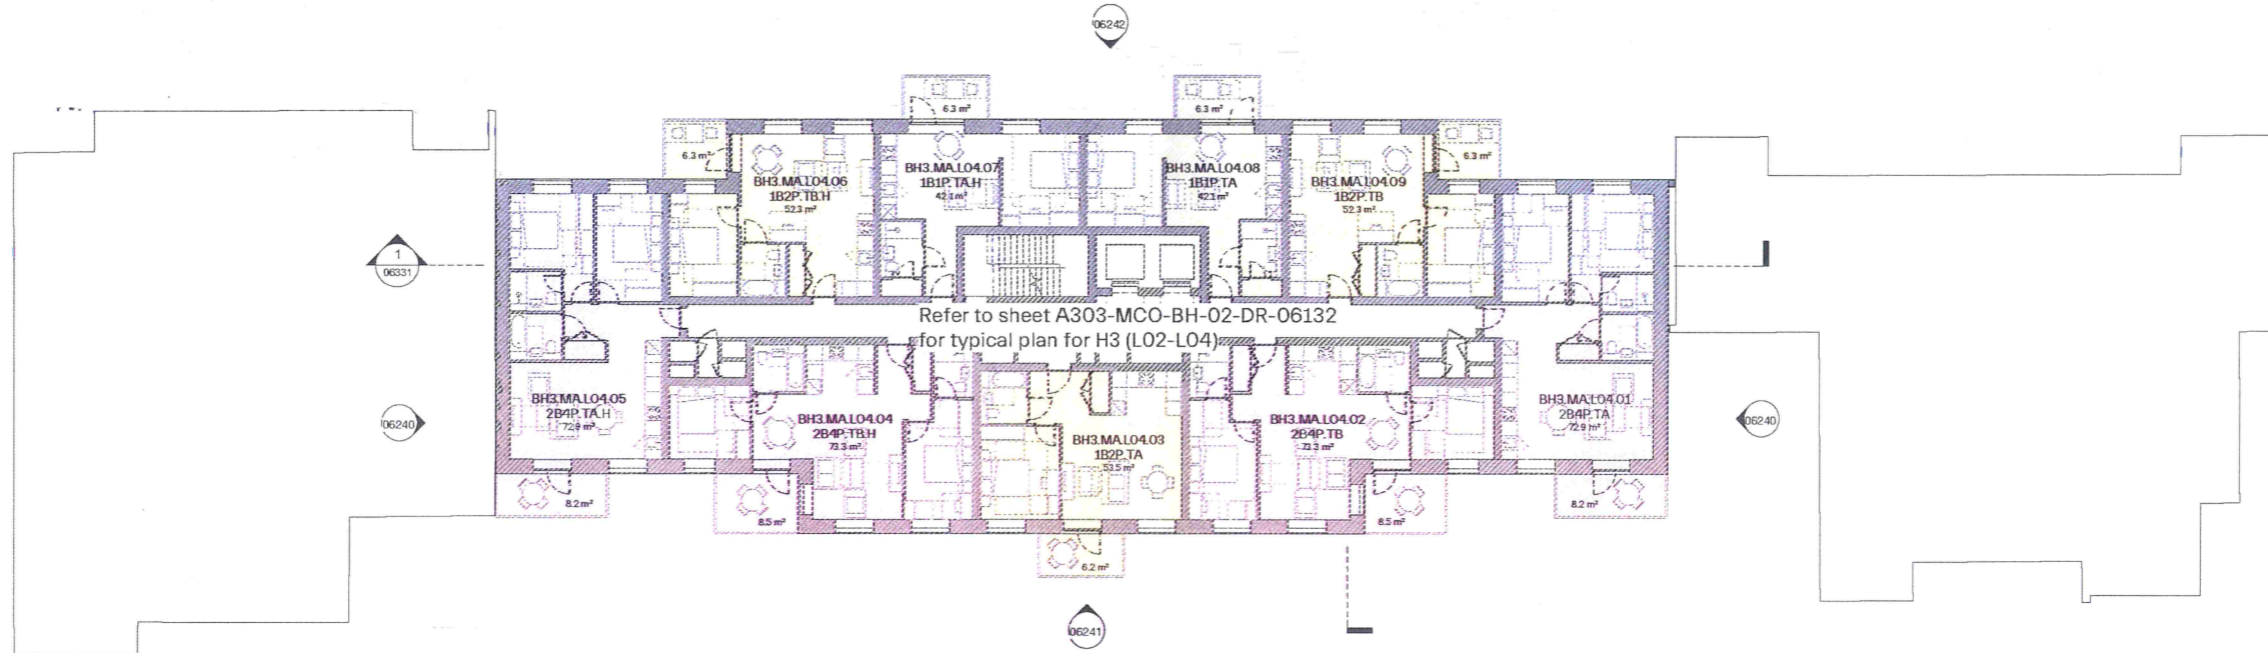 06242
6.3 m²
6.3 m²
6.3 m²
6.3 m²
BH3.MA.L04.06
1B2P.TB.H
52.3 m²
BH3.MA.L04.07
1B1P.TA.H
42.1 m²
BH3.MA.L04.08
1B1P.TA
42.1 m²
BH3.MA.L04.09
1B2P.TB
52.3 m²
1
06331
Refer to sheet A303-MCO-BH-02-DR-06132
for typical plan for H3 (L02-L04)
06240
BH3.MA.L04.05
2B4P.TA.H
72.9 m²
BH3.MA.L04.04
2B4P.TB.H
73.3 m²
BH3.MA.L04.03
1B2P.TA
53.5 m²
BH3.MA.L04.02
2B4P.TB
73.3 m²
BH3.MA.L04.01
2B4P.TA
72.9 m²
06240
8.2 m²
8.5 m²
8.5 m²
8.2 m²
6.2 m²
06241